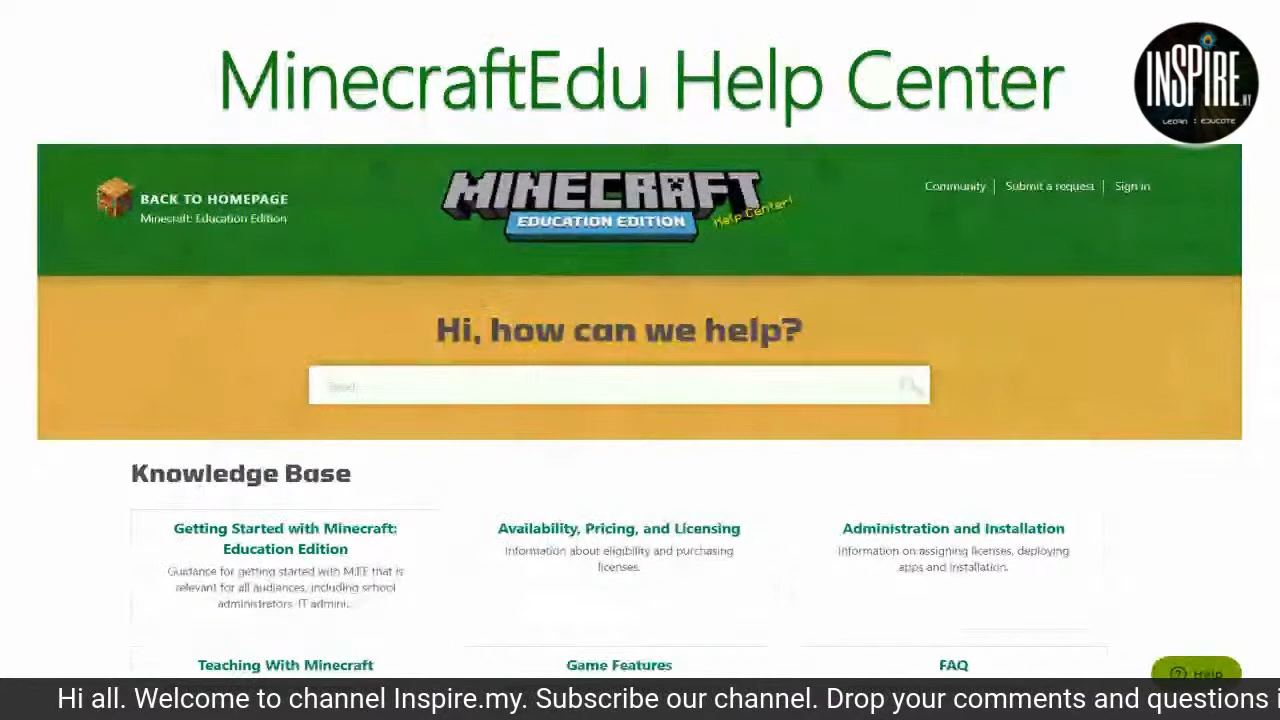 MinecraftEdu Help Center
INSPIRE.MY
LEARN : EDUCATE
BACK TO HOMEPAGE
Minecraft: Education Edition
MINECRAFT
EDUCATION EDITION
Help Center!
Community | Submit a request | Sign in
Hi, how can we help?
Knowledge Base
Getting Started with Minecraft:
Education Edition
Guidance for getting started with M:EE that is
relevant for all audiences, including school
administrators, IT admini...
Availability, Pricing, and Licensing
Information about eligibility and purchasing
licenses.
Administration and Installation
Information on assigning licenses, deploying
apps and installation.
Teaching With Minecraft
Game Features
FAQ
Help
Hi all. Welcome to channel Inspire.my. Subscribe our channel. Drop your comments and questions i